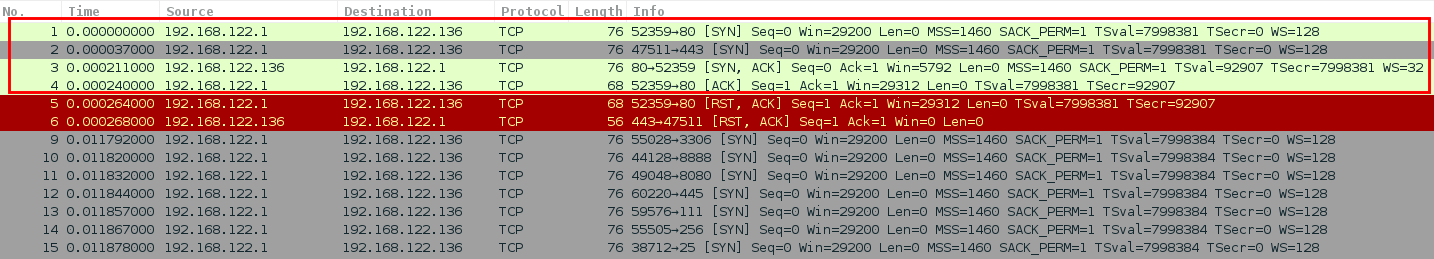 No. Time Source Destination Protocol Length Info
1 0.000000000 192.168.122.1 192.168.122.136 TCP 76 52359→80 [SYN] Seq=0 Win=29200 Len=0 MSS=1460 SACK_PERM=1 TSval=7998381 TSecr=0 WS=128
2 0.000037000 192.168.122.1 192.168.122.136 TCP 76 47511→443 [SYN] Seq=0 Win=29200 Len=0 MSS=1460 SACK_PERM=1 TSval=7998381 TSecr=0 WS=128
3 0.000211000 192.168.122.136 192.168.122.1 TCP 76 80→52359 [SYN, ACK] Seq=0 Ack=1 Win=5792 Len=0 MSS=1460 SACK_PERM=1 TSval=92907 TSecr=7998381 WS=32
4 0.000240000 192.168.122.1 192.168.122.136 TCP 68 52359→80 [ACK] Seq=1 Ack=1 Win=29312 Len=0 TSval=7998381 TSecr=92907
5 0.000264000 192.168.122.1 192.168.122.136 TCP 68 52359→80 [RST, ACK] Seq=1 Ack=1 Win=29312 Len=0 TSval=7998381 TSecr=92907
6 0.000268000 192.168.122.136 192.168.122.1 TCP 56 443→47511 [RST, ACK] Seq=1 Ack=1 Win=0 Len=0
9 0.011792000 192.168.122.1 192.168.122.136 TCP 76 55028→3306 [SYN] Seq=0 Win=29200 Len=0 MSS=1460 SACK_PERM=1 TSval=7998384 TSecr=0 WS=128
10 0.011820000 192.168.122.1 192.168.122.136 TCP 76 44128→8888 [SYN] Seq=0 Win=29200 Len=0 MSS=1460 SACK_PERM=1 TSval=7998384 TSecr=0 WS=128
11 0.011832000 192.168.122.1 192.168.122.136 TCP 76 49048→8080 [SYN] Seq=0 Win=29200 Len=0 MSS=1460 SACK_PERM=1 TSval=7998384 TSecr=0 WS=128
12 0.011844000 192.168.122.1 192.168.122.136 TCP 76 60220→445 [SYN] Seq=0 Win=29200 Len=0 MSS=1460 SACK_PERM=1 TSval=7998384 TSecr=0 WS=128
13 0.011857000 192.168.122.1 192.168.122.136 TCP 76 59576→111 [SYN] Seq=0 Win=29200 Len=0 MSS=1460 SACK_PERM=1 TSval=7998384 TSecr=0 WS=128
14 0.011867000 192.168.122.1 192.168.122.136 TCP 76 55505→256 [SYN] Seq=0 Win=29200 Len=0 MSS=1460 SACK_PERM=1 TSval=7998384 TSecr=0 WS=128
15 0.011878000 192.168.122.1 192.168.122.136 TCP 76 38712→25 [SYN] Seq=0 Win=29200 Len=0 MSS=1460 SACK_PERM=1 TSval=7998384 TSecr=0 WS=128